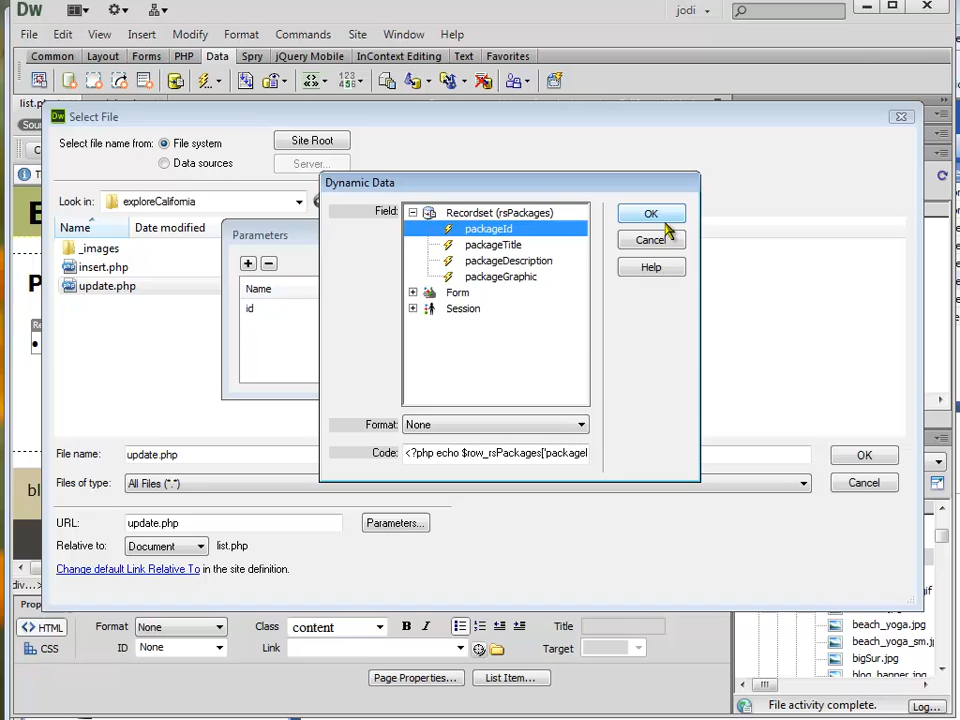 Dw jodi
File Edit View Insert Modify Format Commands Site Window Help
Common Layout Forms PHP Data Spry jQuery Mobile InContext Editing Text Favorites
Select File
Select file name from: File system Site Root
Data sources Server...
Look in: exploreCalifornia
Name Date modified
_images
insert.php
update.php
Parameters
Name
id
Dynamic Data
Field: Recordset (rsPackages)
packageId
packageTitle
packageDescription
packageGraphic
Form
Session
OK
Cancel
Help
Format: None
Code: <?php echo $row_rsPackages['packageI
File name: update.php OK
Files of type: All Files (*.*) Cancel
URL: update.php Parameters...
Relative to: Document list.php
Change default Link Relative To in the site definition.
HTML Format None Class content B I Title
CSS ID None Link Target
Page Properties... List Item...
beach_yoga.jpg
beach_yoga_sm.jp
bigSur.jpg
blog_banner.jpg
File activity complete. Log...